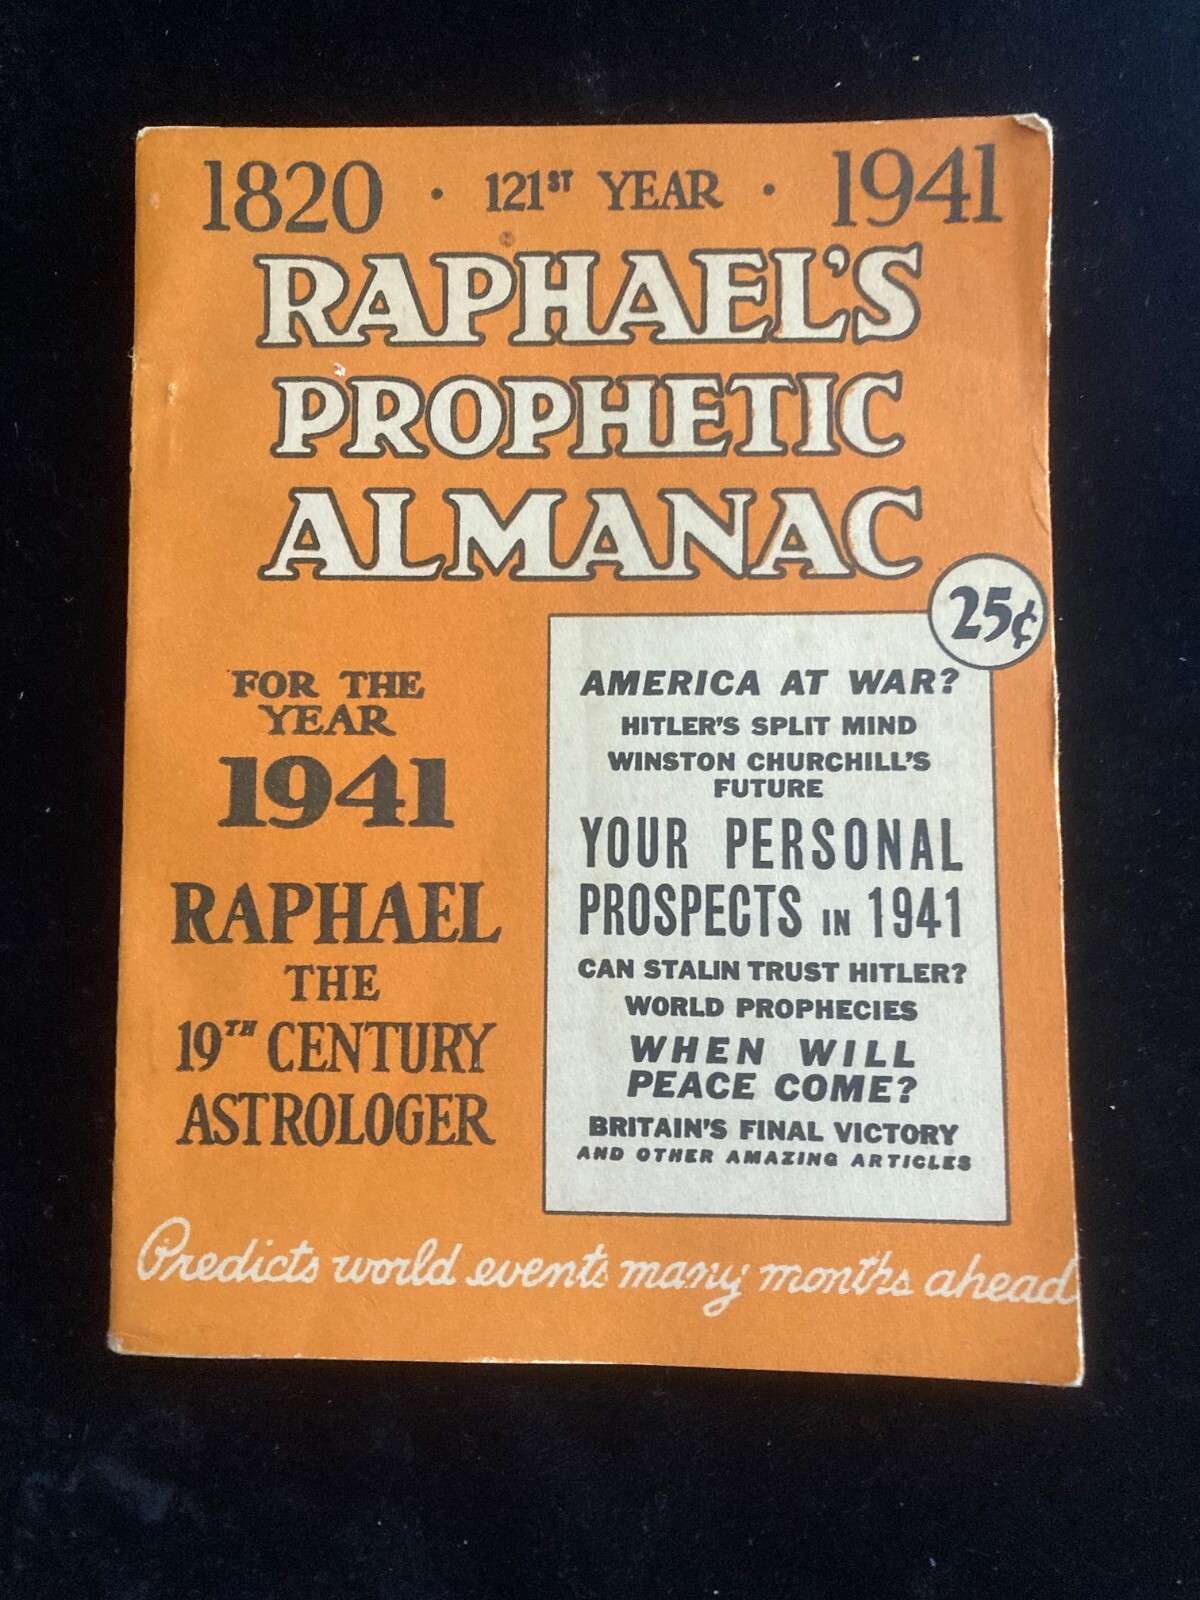 1820 • 121ST YEAR • 1941
RAPHAEL'S
PROPHETIC
ALMANAC
25¢
FOR THE
YEAR
1941
RAPHAEL
THE
19TH CENTURY
ASTROLOGER
AMERICA AT WAR?
HITLER'S SPLIT MIND
WINSTON CHURCHILL'S
FUTURE
YOUR PERSONAL
PROSPECTS IN 1941
CAN STALIN TRUST HITLER?
WORLD PROPHECIES
WHEN WILL
PEACE COME?
BRITAIN'S FINAL VICTORY
AND OTHER AMAZING ARTICLES
Predicts world events many months ahead